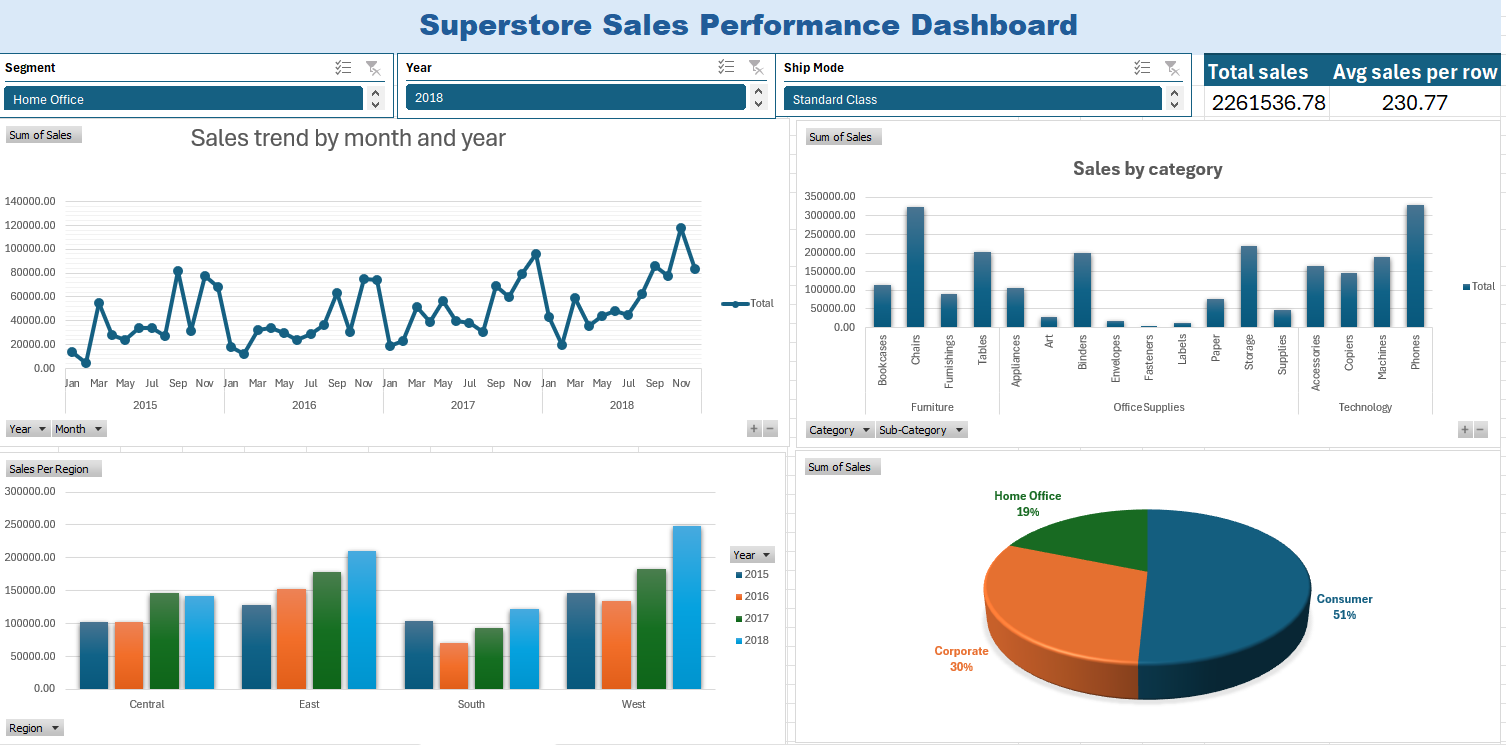 Superstore Sales Performance Dashboard
Segment
Home Office
Year
2018
Ship Mode
Standard Class
Total sales Avg sales per row
2261536.78 230.77
Sum of Sales
Sales trend by month and year
140000.00
120000.00
100000.00
80000.00
60000.00
40000.00
20000.00
0.00
Jan Mar May Jul Sep Nov Jan Mar May Jul Sep Nov Jan Mar May Jul Sep Nov Jan Mar May Jul Sep Nov
2015 2016 2017 2018
Total
Year Month
Sum of Sales
Sales by category
350000.00
300000.00
250000.00
200000.00
150000.00
100000.00
50000.00
0.00
Bookcases
Chairs
Furnishings
Tables
Appliances
Art
Binders
Envelopes
Fasteners
Labels
Paper
Storage
Supplies
Accessories
Copiers
Machines
Phones
Furniture Office Supplies Technology
Total
Category Sub-Category
Sales Per Region
300000.00
250000.00
200000.00
150000.00
100000.00
50000.00
0.00
Central East South West
Year
2015
2016
2017
2018
Region
Sum of Sales
Home Office
19%
Consumer
51%
Corporate
30%